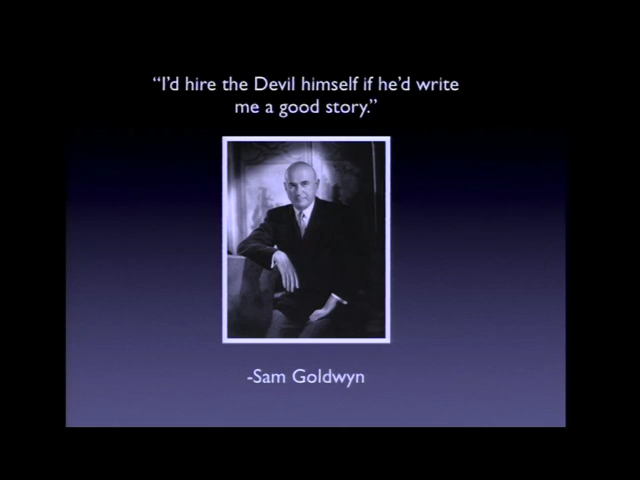 “I’d hire the Devil himself if he’d write
me a good story.”
-Sam Goldwyn